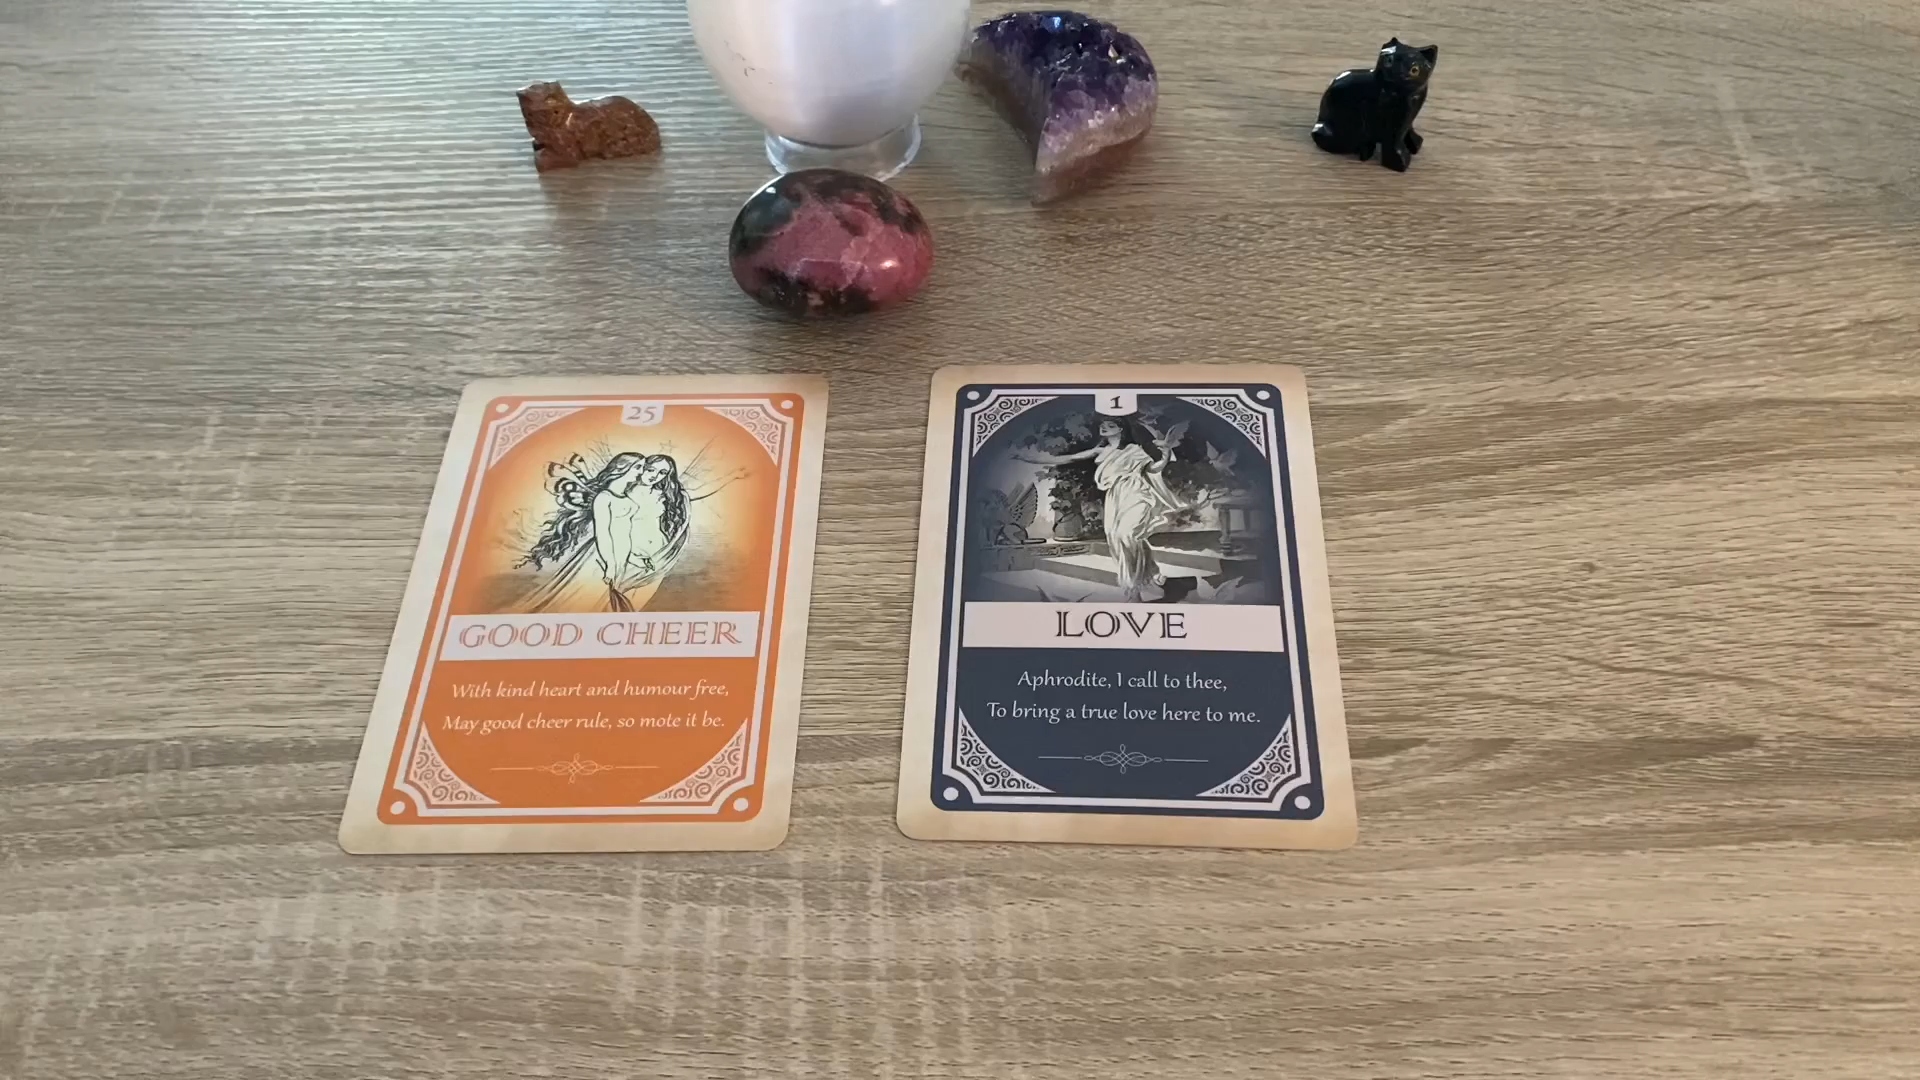 25
GOOD CHEER
With kind heart and humour free,
May good cheer rule, so mote it be.
1
LOVE
Aphrodite, I call to thee,
To bring a true love here to me.